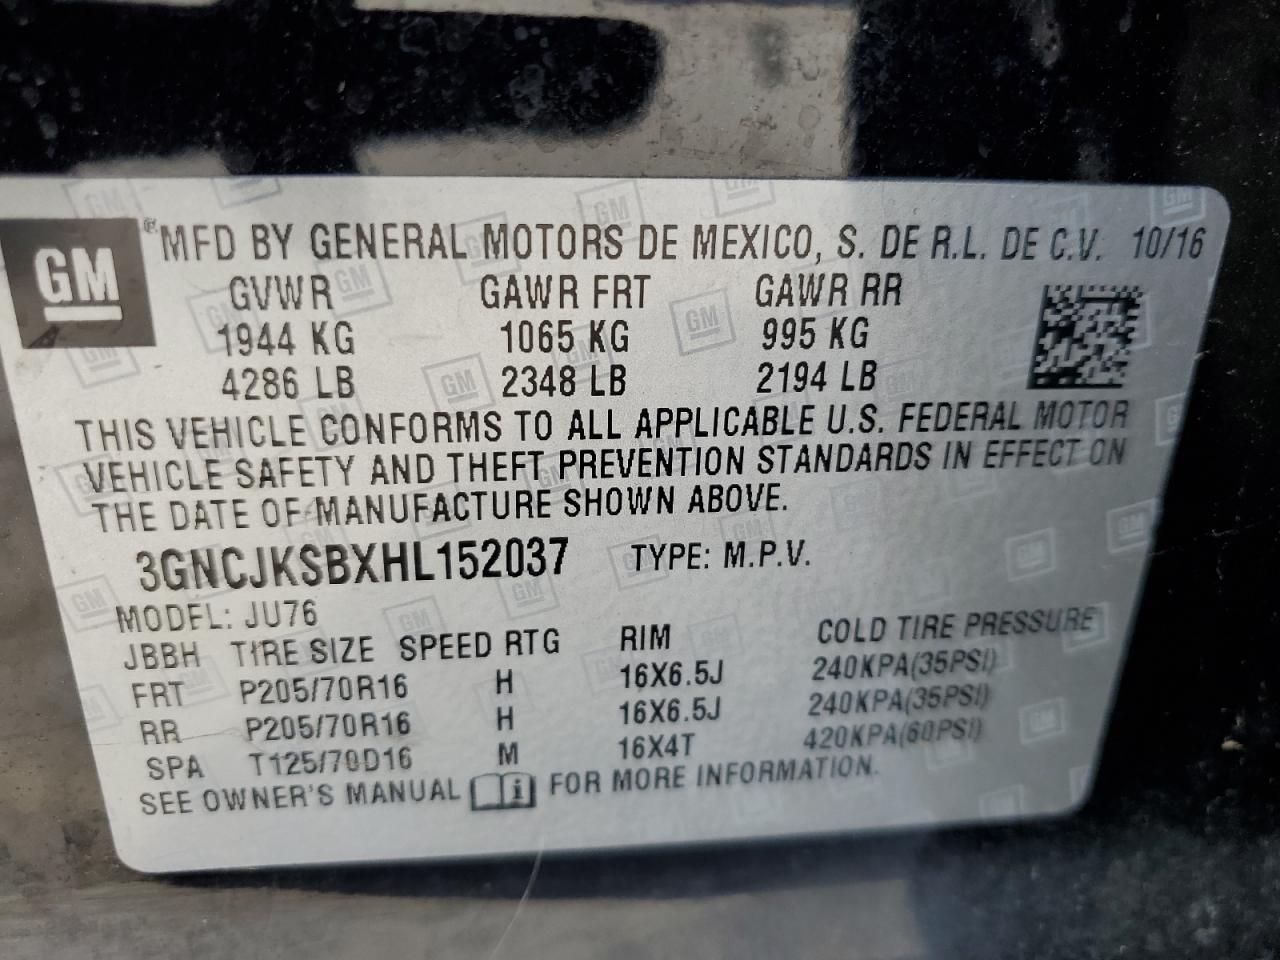 GM
MFD BY GENERAL MOTORS DE MEXICO, S. DE R.L. DE C.V. 10/16
GVWR GAWR FRT GAWR RR
1944 KG 1065 KG 995 KG
4286 LB 2348 LB 2194 LB
THIS VEHICLE CONFORMS TO ALL APPLICABLE U.S. FEDERAL MOTOR
VEHICLE SAFETY AND THEFT PREVENTION STANDARDS IN EFFECT ON
THE DATE OF MANUFACTURE SHOWN ABOVE.
3GNCJKSBXHL152037 TYPE: M.P.V.
MODEL: JU76
JBBH TIRE SIZE SPEED RTG RIM COLD TIRE PRESSURE
FRT P205/70R16 H 16X6.5J 240KPA(35PSI)
RR P205/70R16 H 16X6.5J 240KPA(35PSI)
SPA T125/70D16 M 16X4T 420KPA(60PSI)
SEE OWNER'S MANUAL i FOR MORE INFORMATION.